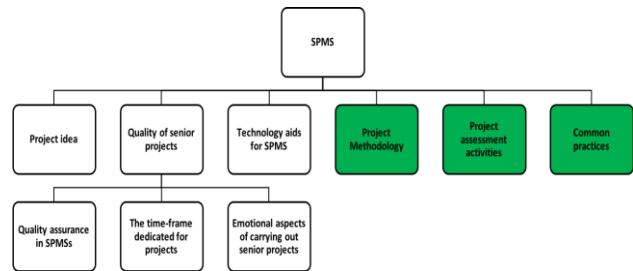 SPMS
Project idea
Quality of senior
projects
Technology aids
for SPMS
Project
Methodology
Project
assessment
activities
Common
practices
Quality assurance
in SPMSs
The time-frame
dedicated for
projects
Emotional aspects
of carrying out
senior projects